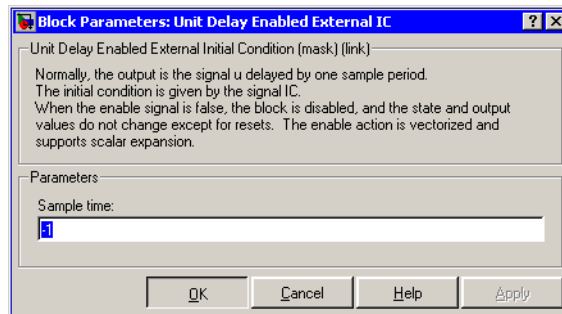 Block Parameters: Unit Delay Enabled External IC
Unit Delay Enabled External Initial Condition (mask) (link)
Normally, the output is the signal u delayed by one sample period.
The initial condition is given by the signal IC.
When the enable signal is false, the block is disabled, and the state and output
values do not change except for resets. The enable action is vectorized and
supports scalar expansion.
Parameters
Sample time:
-1
OK Cancel Help Apply